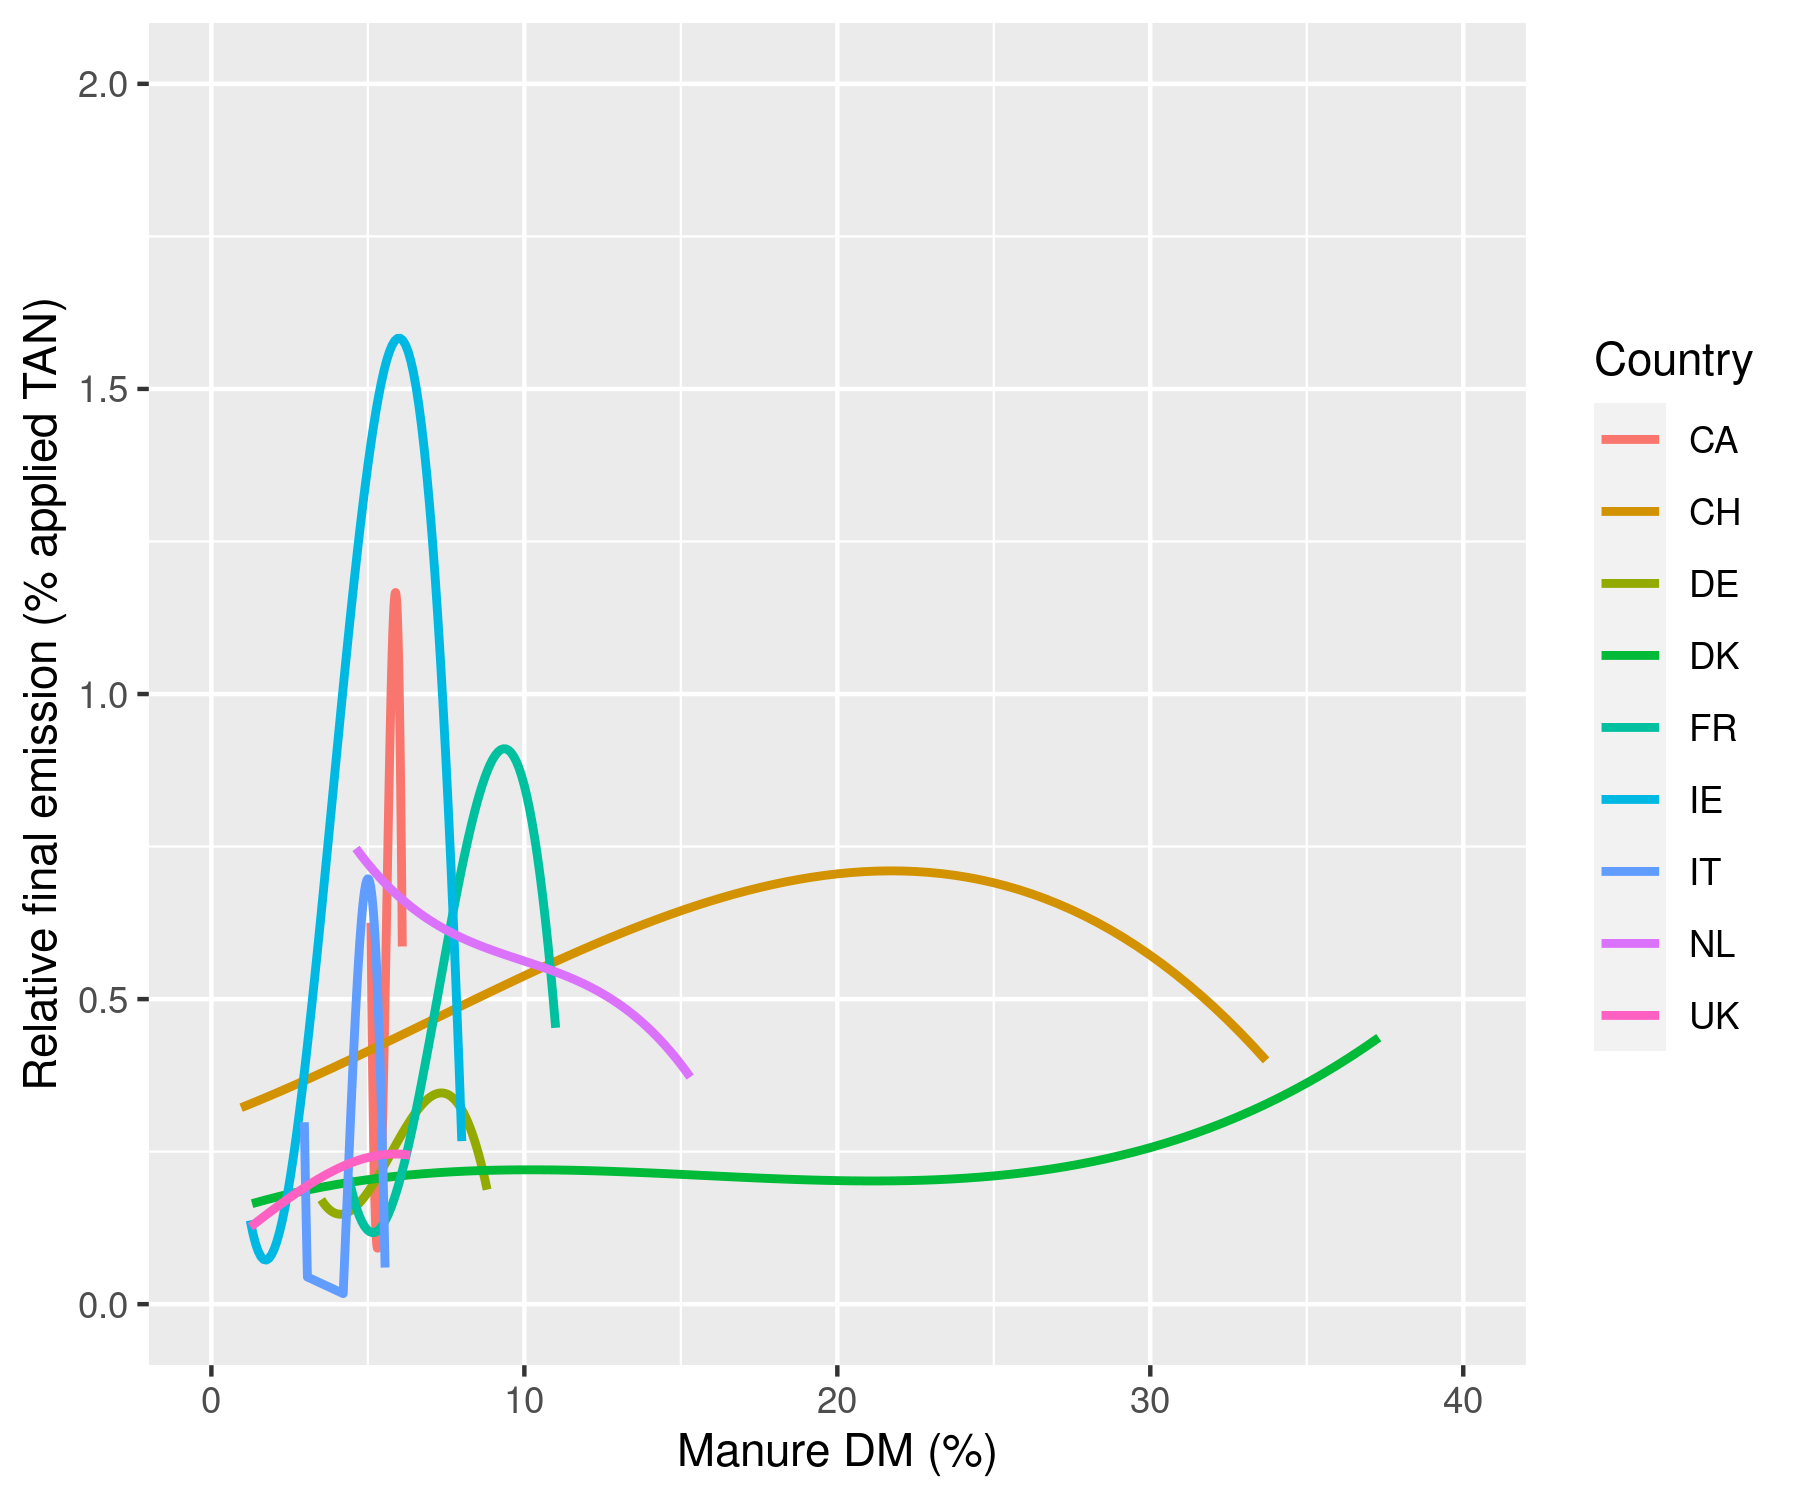 2.0
1.5
1.0
0.5
0.0
Relative final emission (% applied TAN)
0
10
20
30
40
Manure DM (%)
Country
CA
CH
DE
DK
FR
IE
IT
NL
UK